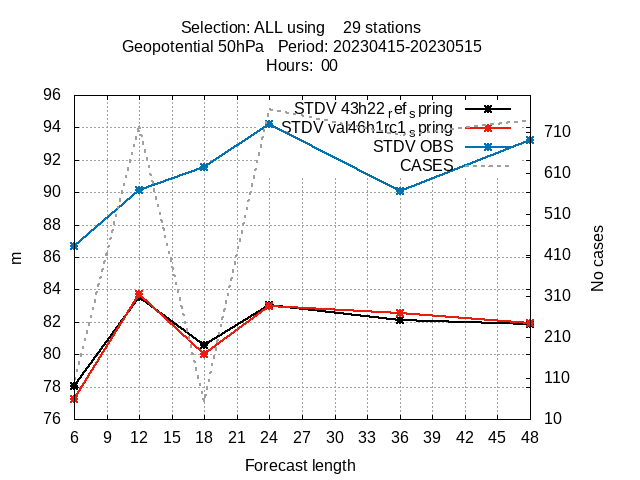 Selection: ALL using    29 stations
Geopotential 50hPa   Period: 20230415-20230515
Hours:  00
STDV 43h22_ref_spring
STDV val46h1rc1_spring
STDV OBS
CASES
96
94
92
90
88
86
84
82
80
78
76
710
610
510
410
310
210
110
10
m
No cases
6 9 12 15 18 21 24 27 30 33 36 39 42 45 48
Forecast length